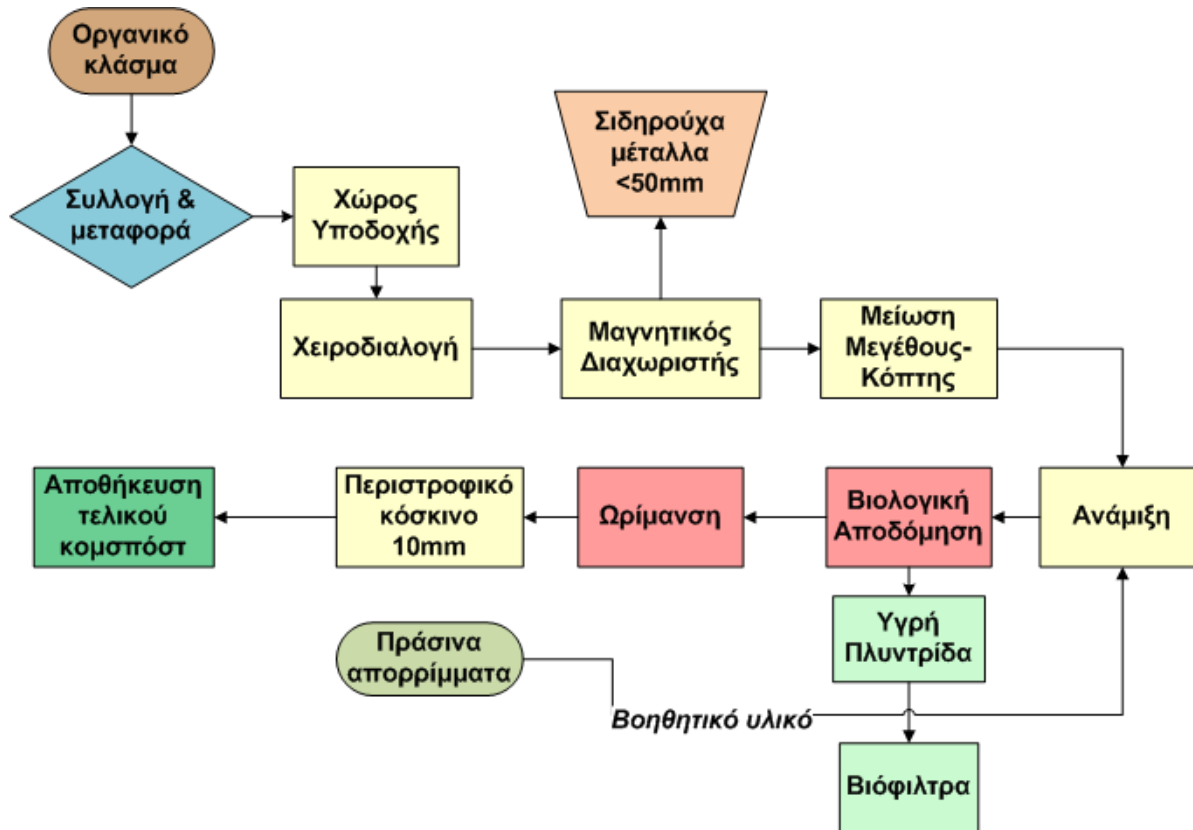 Οργανικό
κλάσμα
Συλλογή &
μεταφορά
Χώρος
Υποδοχής
Σιδηρούχα
μέταλλα
<50mm
Χειροδιαλογή
Μαγνητικός
Διαχωριστής
Μείωση
Μεγέθους-
Κόπτης
Αποθήκευση
τελικού
κομσπόστ
Περιστροφικό
κόσκινο
10mm
Ωρίμανση
Βιολογική
Αποδόμηση
Ανάμιξη
Πράσινα
απορρίμματα
Υγρή
Πλυντρίδα
Βοηθητικό υλικό
Βιόφιλτρα